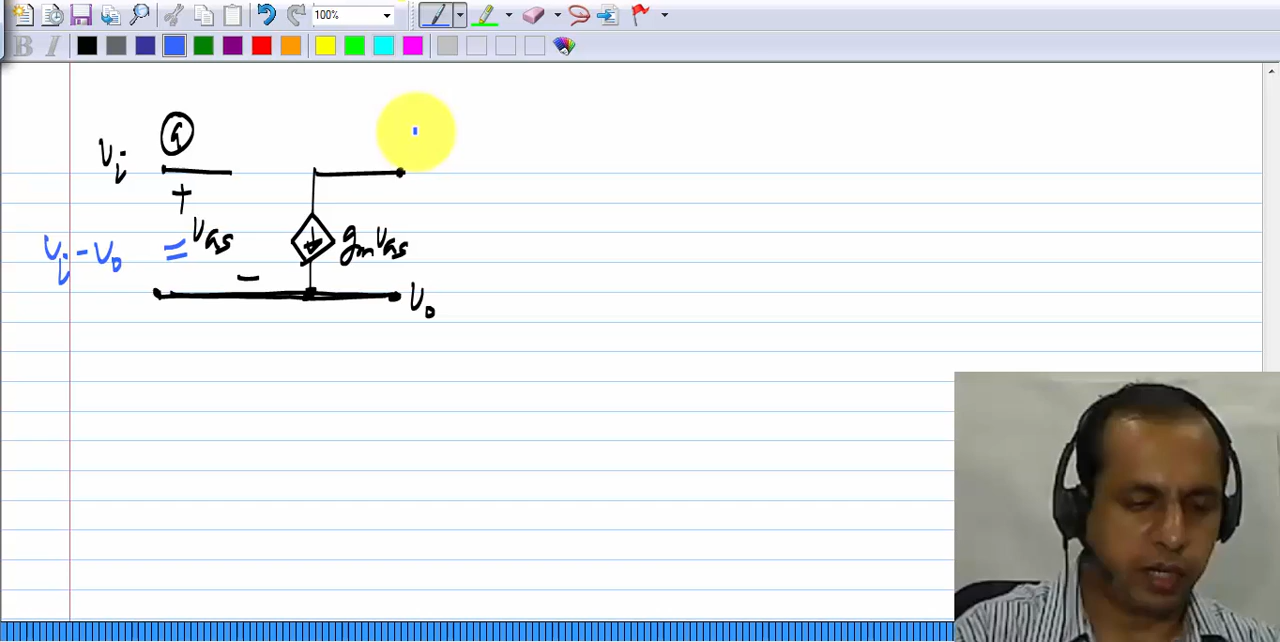 100%
B I
G
Vi
+
Vi - Vo = VGS
gmVGS
-
Vo